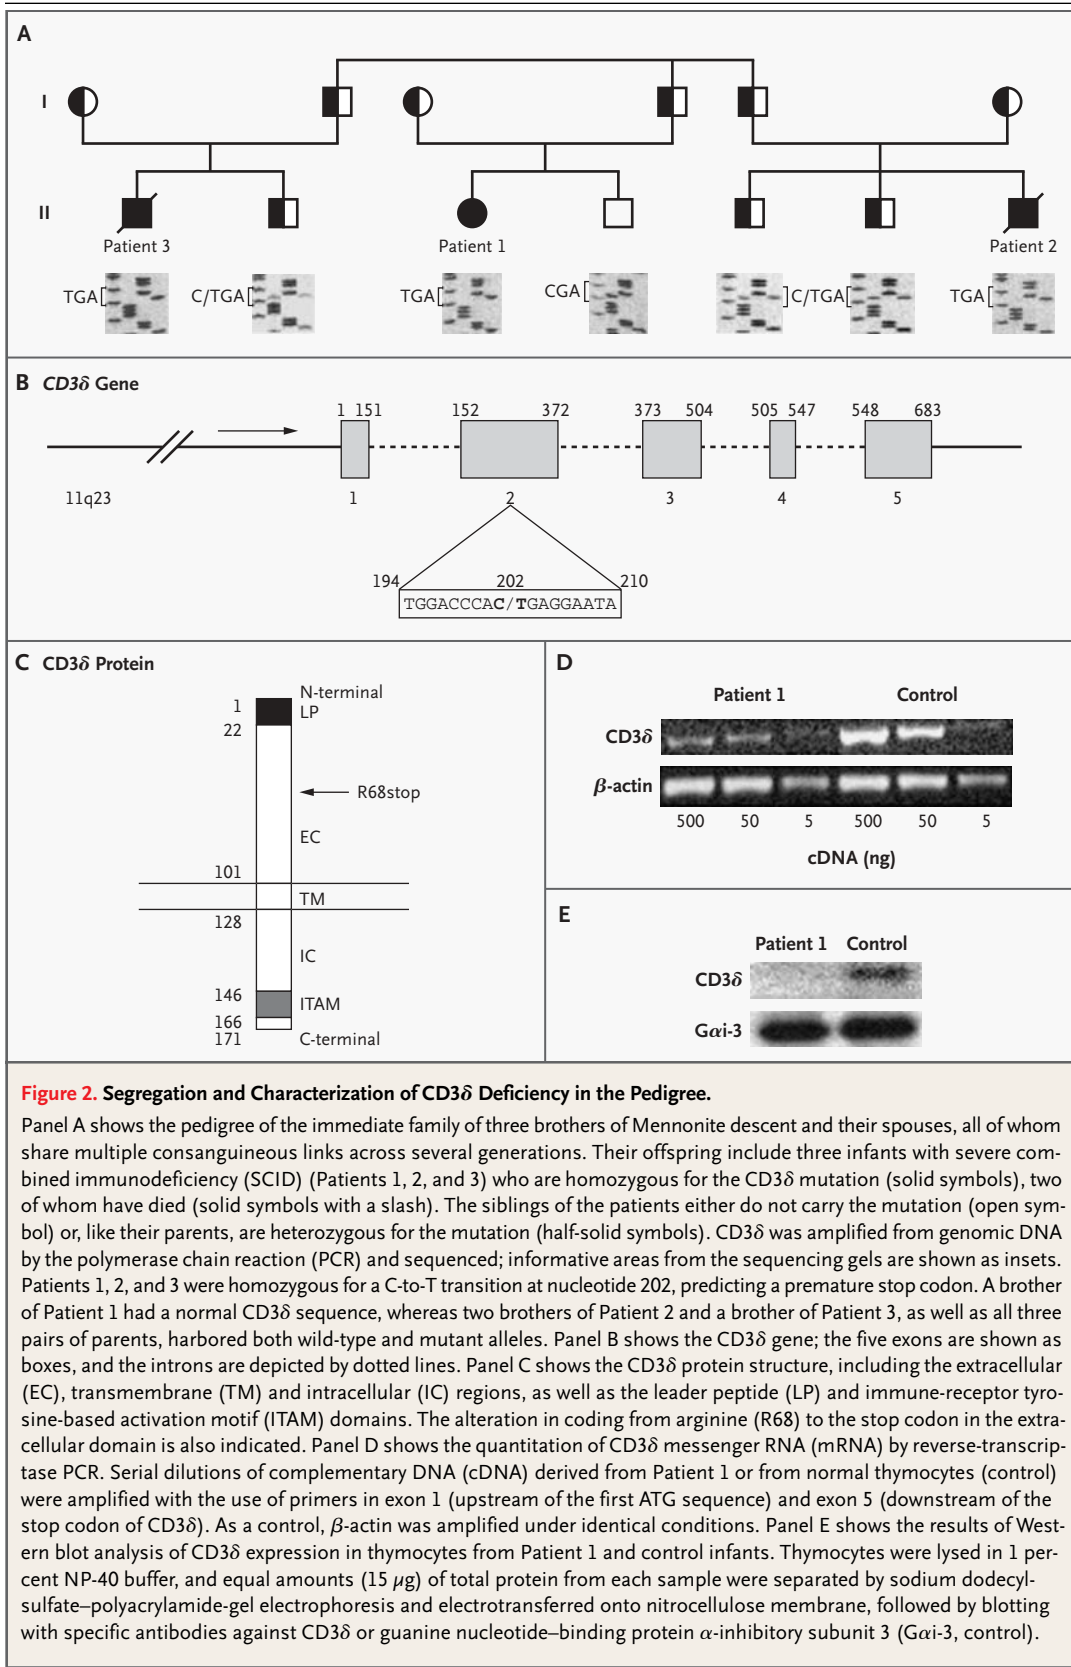 A
I
II
Patient 3
Patient 1
Patient 2
TGA
C/TGA
TGA
CGA
C/TGA
TGA
B CD3δ Gene
1 151 152 372 373 504 505 547 548 683
11q23 1 2 3 4 5
194 202 210
TGGACCCAC/TGAGGAATA
C CD3δ Protein
N-terminal
1
LP
22
R68stop
EC
101
TM
128
IC
146
ITAM
166
171
C-terminal
D
Patient 1 Control
CD3δ
β-actin
500 50 5 500 50 5
cDNA (ng)
E
Patient 1 Control
CD3δ
Gαi-3
Figure 2. Segregation and Characterization of CD3δ Deficiency in the Pedigree.
Panel A shows the pedigree of the immediate family of three brothers of Mennonite descent and their spouses, all of whom
share multiple consanguineous links across several generations. Their offspring include three infants with severe com-
bined immunodeficiency (SCID) (Patients 1, 2, and 3) who are homozygous for the CD3δ mutation (solid symbols), two
of whom have died (solid symbols with a slash). The siblings of the patients either do not carry the mutation (open sym-
bol) or, like their parents, are heterozygous for the mutation (half-solid symbols). CD3δ was amplified from genomic DNA
by the polymerase chain reaction (PCR) and sequenced; informative areas from the sequencing gels are shown as insets.
Patients 1, 2, and 3 were homozygous for a C-to-T transition at nucleotide 202, predicting a premature stop codon. A brother
of Patient 1 had a normal CD3δ sequence, whereas two brothers of Patient 2 and a brother of Patient 3, as well as all three
pairs of parents, harbored both wild-type and mutant alleles. Panel B shows the CD3δ gene; the five exons are shown as
boxes, and the introns are depicted by dotted lines. Panel C shows the CD3δ protein structure, including the extracellular
(EC), transmembrane (TM) and intracellular (IC) regions, as well as the leader peptide (LP) and immune-receptor tyro-
sine-based activation motif (ITAM) domains. The alteration in coding from arginine (R68) to the stop codon in the extra-
cellular domain is also indicated. Panel D shows the quantitation of CD3δ messenger RNA (mRNA) by reverse-transcrip-
tase PCR. Serial dilutions of complementary DNA (cDNA) derived from Patient 1 or from normal thymocytes (control)
were amplified with the use of primers in exon 1 (upstream of the first ATG sequence) and exon 5 (downstream of the
stop codon of CD3δ). As a control, β-actin was amplified under identical conditions. Panel E shows the results of West-
ern blot analysis of CD3δ expression in thymocytes from Patient 1 and control infants. Thymocytes were lysed in 1 per-
cent NP-40 buffer, and equal amounts (15 μg) of total protein from each sample were separated by sodium dodecyl-
sulfate–polyacrylamide-gel electrophoresis and electrotransferred onto nitrocellulose membrane, followed by blotting
with specific antibodies against CD3δ or guanine nucleotide–binding protein α-inhibitory subunit 3 (Gαi-3, control).